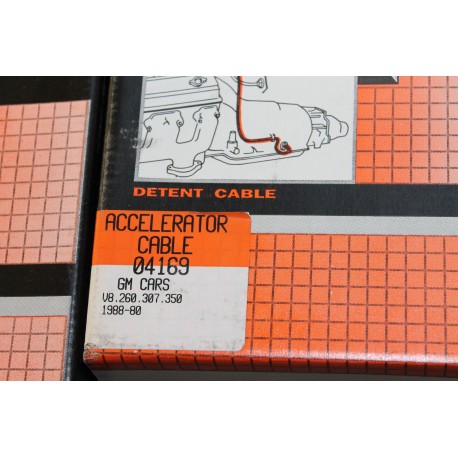 DETENT CABLE
ACCELERATOR
CABLE
04169
GM CARS
V8.260.307.350
1988-80